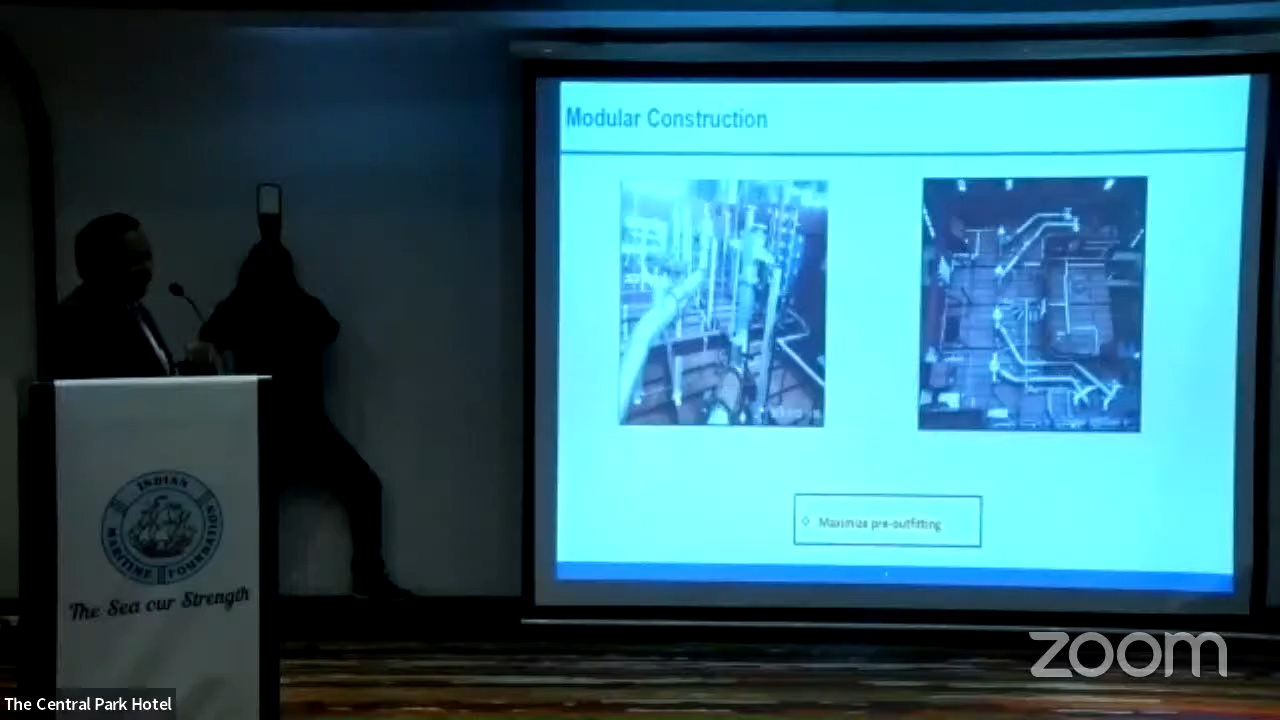 Modular Construction
Maximize pre-outfitting
INDIAN
MARITIME FOUNDATION
The Sea our Strength
zoom
The Central Park Hotel